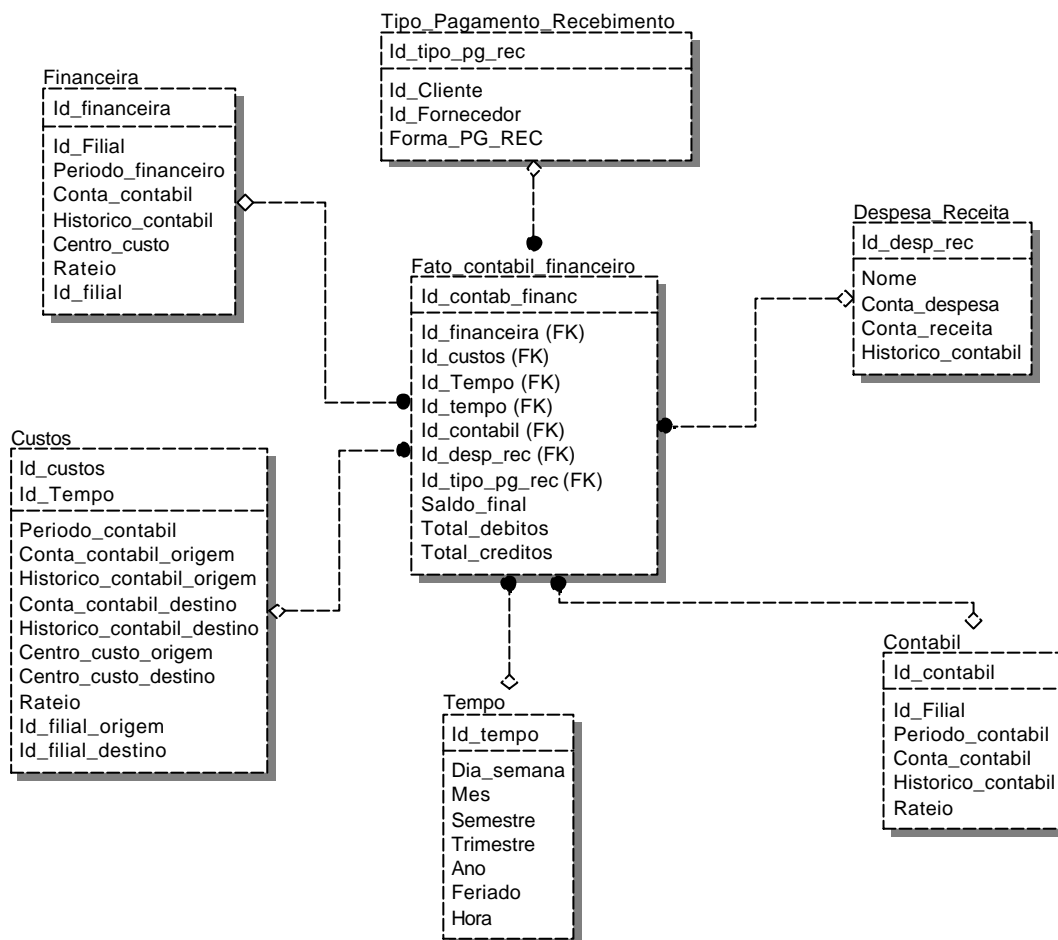 Tipo_Pagamento_Recebimento
Id_tipo_pg_rec
Id_Cliente
Id_Fornecedor
Forma_PG_REC
Financeira
Id_financeira
Id_Filial
Periodo_financeiro
Conta_contabil
Historico_contabil
Centro_custo
Rateio
Id_filial
Despesa_Receita
Id_desp_rec
Nome
Conta_despesa
Conta_receita
Historico_contabil
Fato_contabil_financeiro
Id_contab_financ
Id_financeira (FK)
Id_custos (FK)
Id_Tempo (FK)
Id_tempo (FK)
Id_contabil (FK)
Id_desp_rec (FK)
Id_tipo_pg_rec (FK)
Saldo_final
Total_debitos
Total_creditos
Custos
Id_custos
Id_Tempo
Periodo_contabil
Conta_contabil_origem
Historico_contabil_origem
Conta_contabil_destino
Historico_contabil_destino
Centro_custo_origem
Centro_custo_destino
Rateio
Id_filial_origem
Id_filial_destino
Tempo
Id_tempo
Dia_semana
Mes
Semestre
Trimestre
Ano
Feriado
Hora
Contabil
Id_contabil
Id_Filial
Periodo_contabil
Conta_contabil
Historico_contabil
Rateio